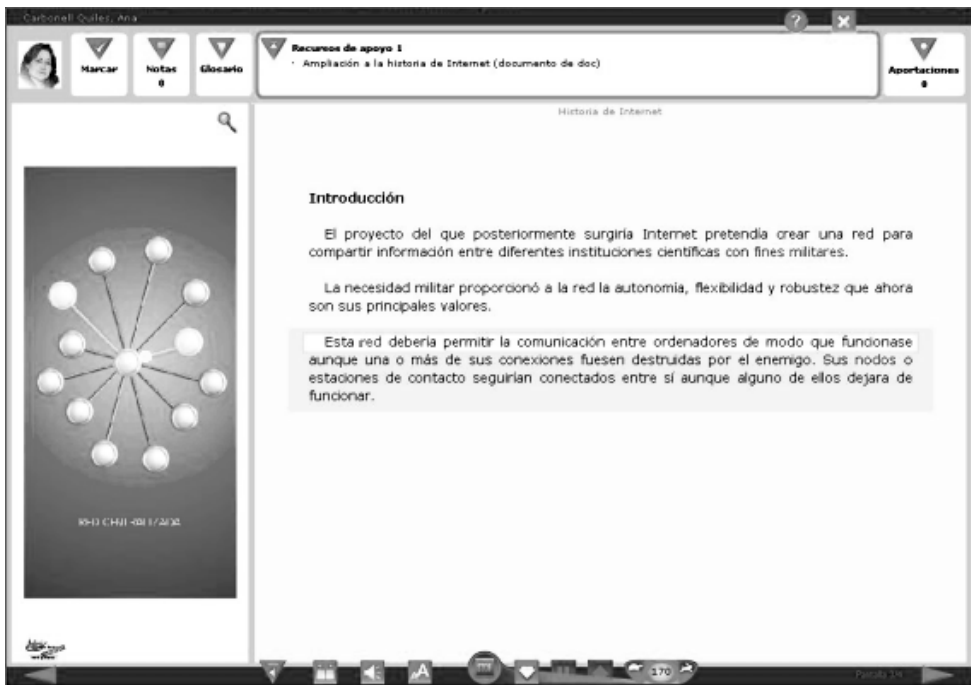 Carbonell Quiles, Ana
Marcar
Notas
0
Glosario
Recursos de apoyo 1
· Ampliación a la historia de Internet (documento de doc)
Aportaciones
0
Historia de Internet
Introducción
El proyecto del que posteriormente surgiría Internet pretendía crear una red para
compartir información entre diferentes instituciones científicas con fines militares.
La necesidad militar proporcionó a la red la autonomía, flexibilidad y robustez que ahora
son sus principales valores.
Esta red debería permitir la comunicación entre ordenadores de modo que funcionase
aunque una o más de sus conexiones fuesen destruidas por el enemigo. Sus nodos o
estaciones de contacto seguirían conectados entre sí aunque alguno de ellos dejara de
funcionar.
RED CENTRALIZADA
170
Pantalla